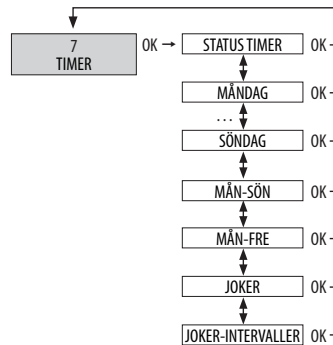 7
TIMER
OK
STATUS TIMER
OK
MÅNDAG
OK
...
SÖNDAG
OK
MÅN-SÖN
OK
MÅN-FRE
OK
JOKER
OK
JOKER-INTERVALLER
OK